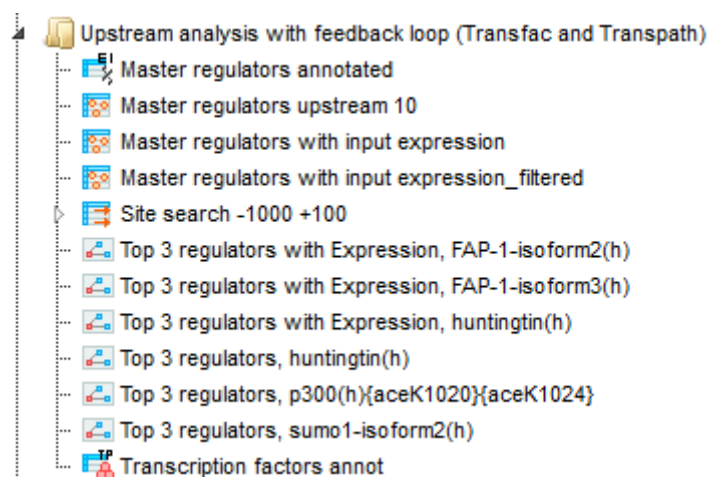 Upstream analysis with feedback loop (Transfac and Transpath)
Master regulators annotated
Master regulators upstream 10
Master regulators with input expression
Master regulators with input expression_filtered
Site search -1000 +100
Top 3 regulators with Expression, FAP-1-isoform2(h)
Top 3 regulators with Expression, FAP-1-isoform3(h)
Top 3 regulators with Expression, huntingtin(h)
Top 3 regulators, huntingtin(h)
Top 3 regulators, p300(h){aceK1020}{aceK1024}
Top 3 regulators, sumo1-isoform2(h)
TP Transcription factors annot